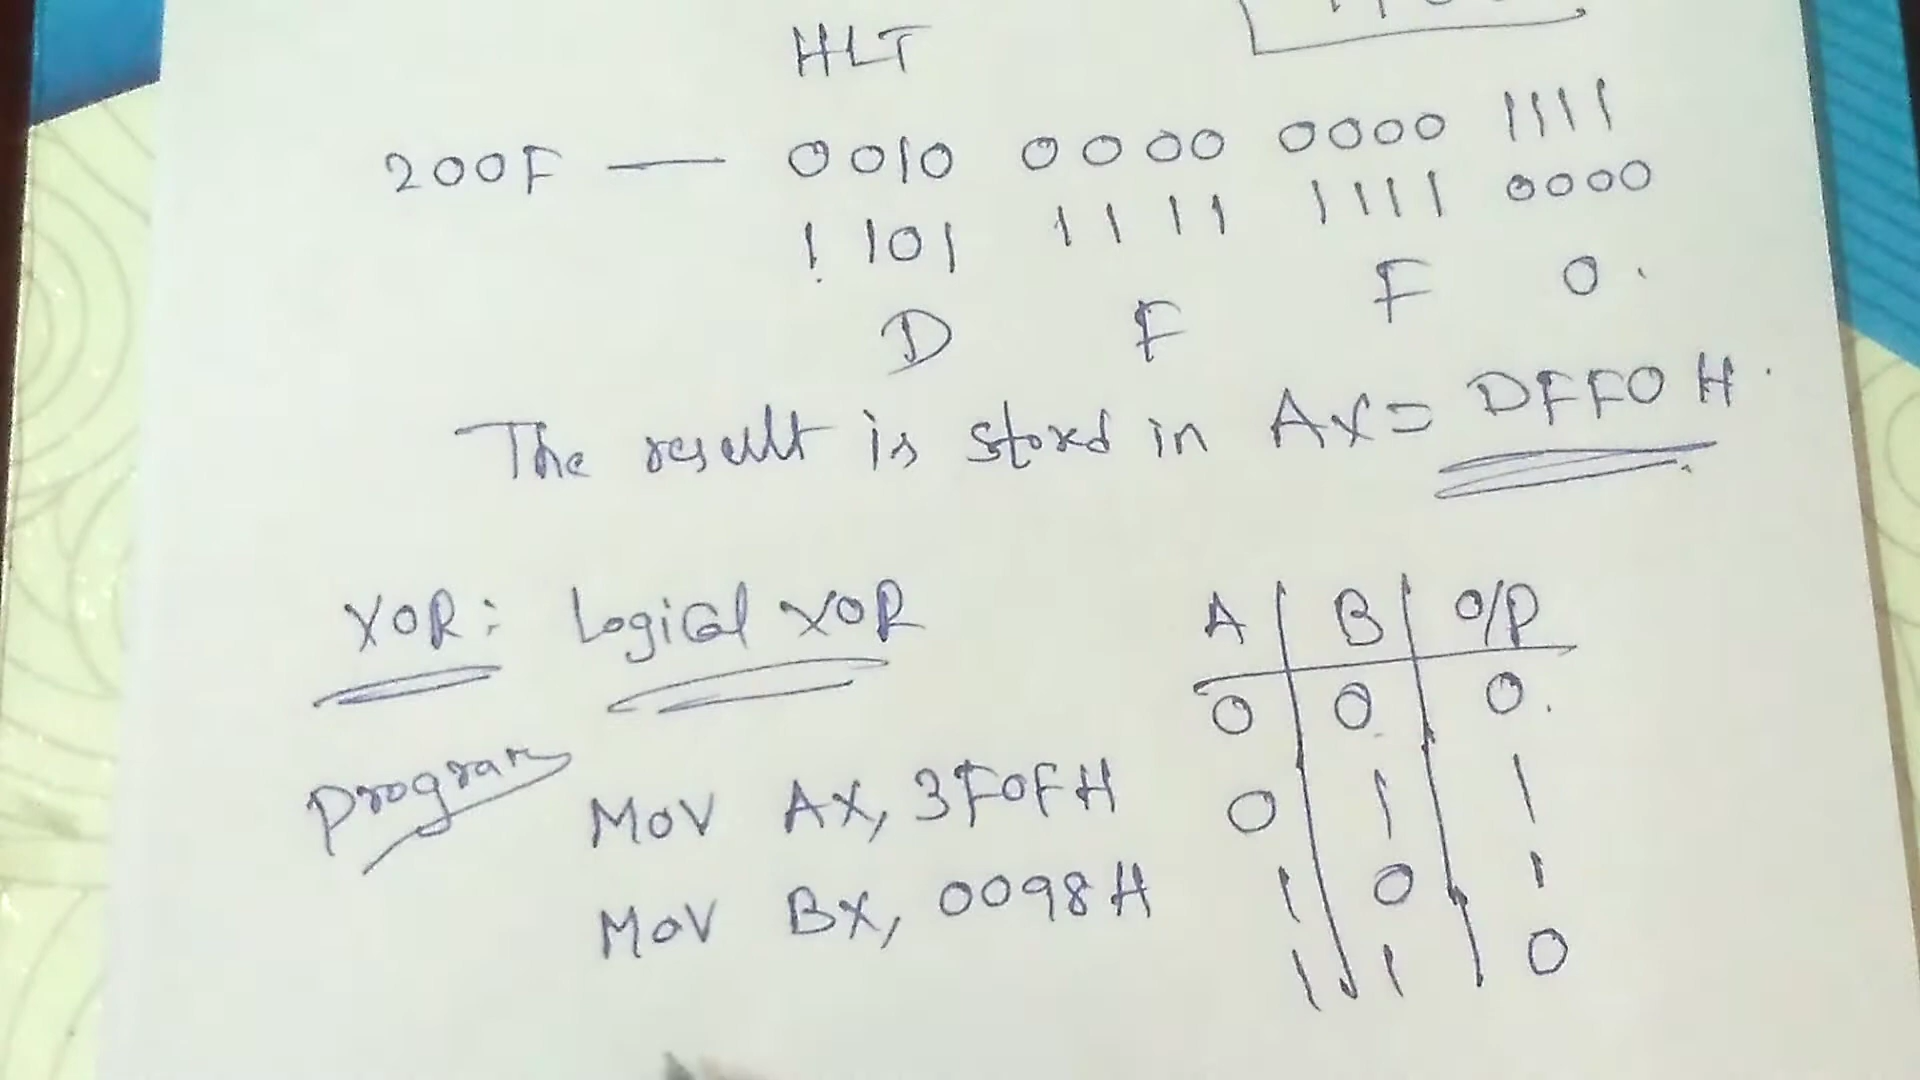 HLT
200F — 0010 0000 0000 1111
1101 1111 1111 0000
D F F 0.
The result is stored in AX = DFF0 H.
XOR: Logical XOR
A B O/P
0 0 0.
program
MOV AX, 3F0FH
0 1 1
MOV BX, 0098H
1 0 1
1 1 0